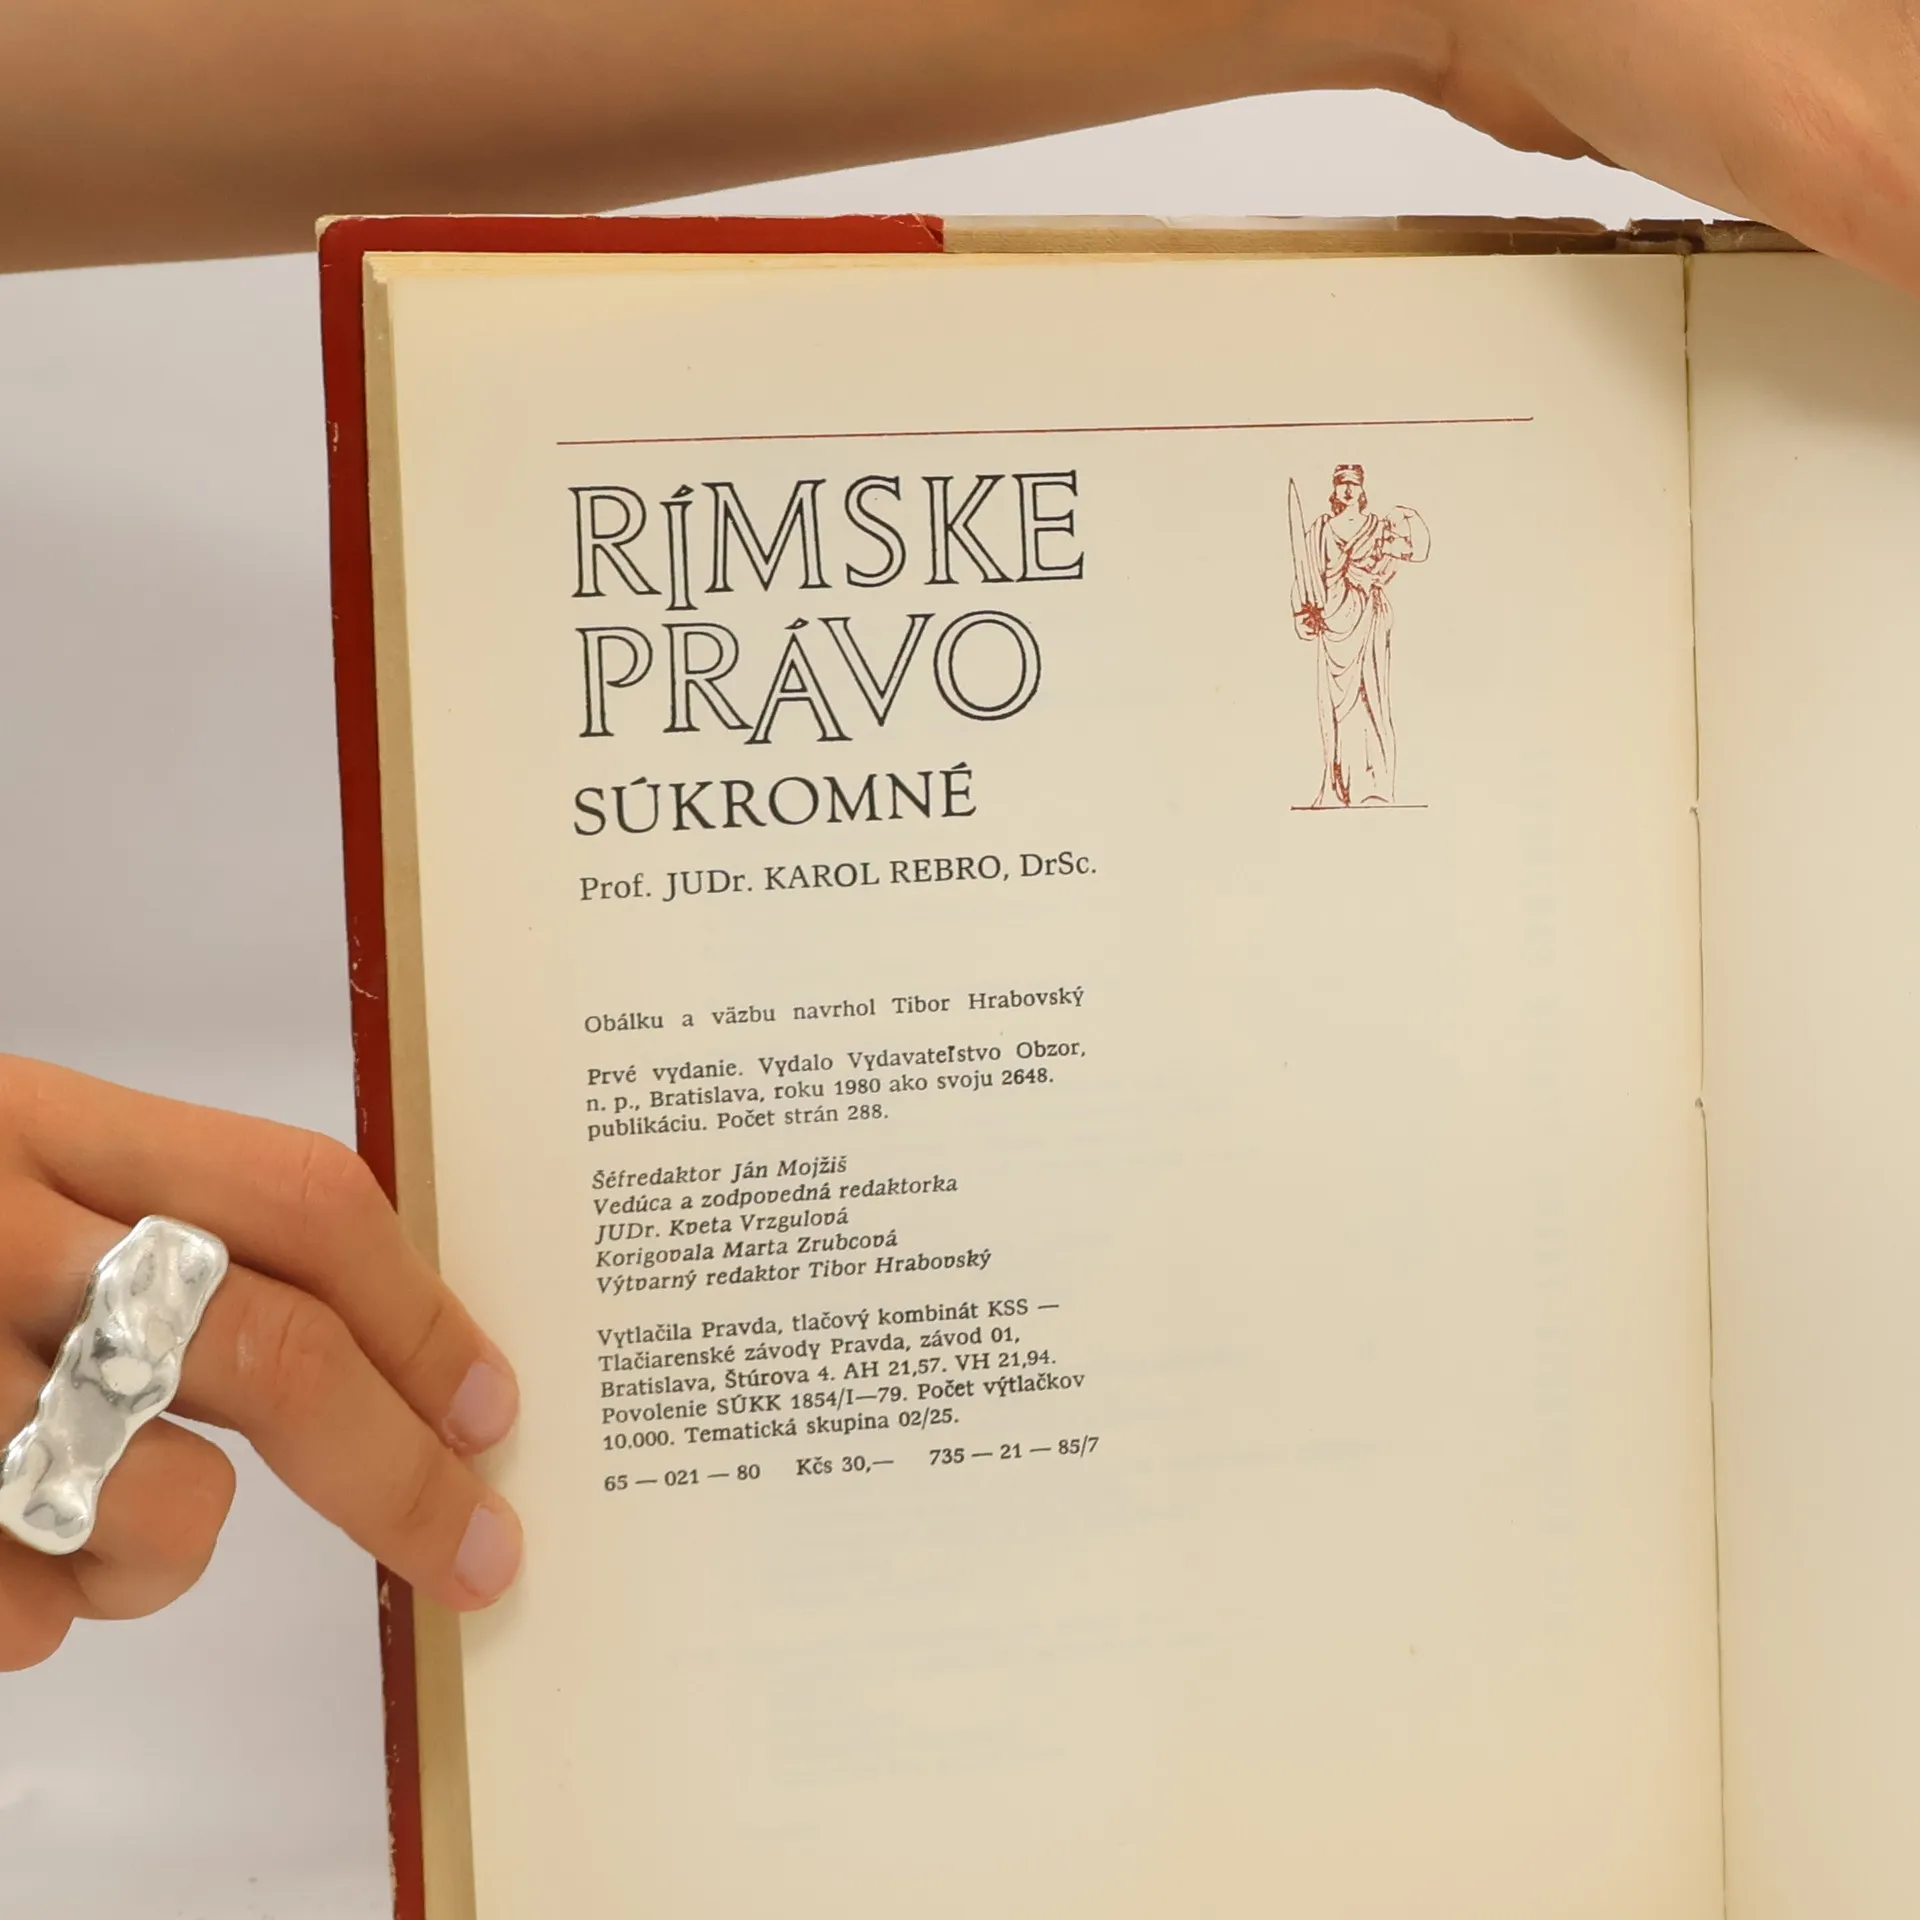 RÍMSKE
PRÁVO
SÚKROMNÉ
Prof. JUDr. KAROL REBRO, DrSc.
Obálku a väzbu navrhol Tibor Hrabovský
Prvé vydanie. Vydalo Vydavateľstvo Obzor,
n. p., Bratislava, roku 1980 ako svoju 2648.
publikáciu. Počet strán 288.
Šéfredaktor Ján Mojžiš
Vedúca a zodpovedná redaktorka
JUDr. Kveta Vrzgulová
Korigovala Marta Zrubcová
Výtvarný redaktor Tibor Hrabovský
Vytlačila Pravda, tlačový kombinát KSS —
Tlačiarenské závody Pravda, závod 01,
Bratislava, Štúrova 4. AH 21,57. VH 21,94.
Povolenie SÚKK 1854/I—79. Počet výtlačkov
10.000. Tematická skupina 02/25.
65 — 021 — 80 Kčs 30,— 735 — 21 — 85/7